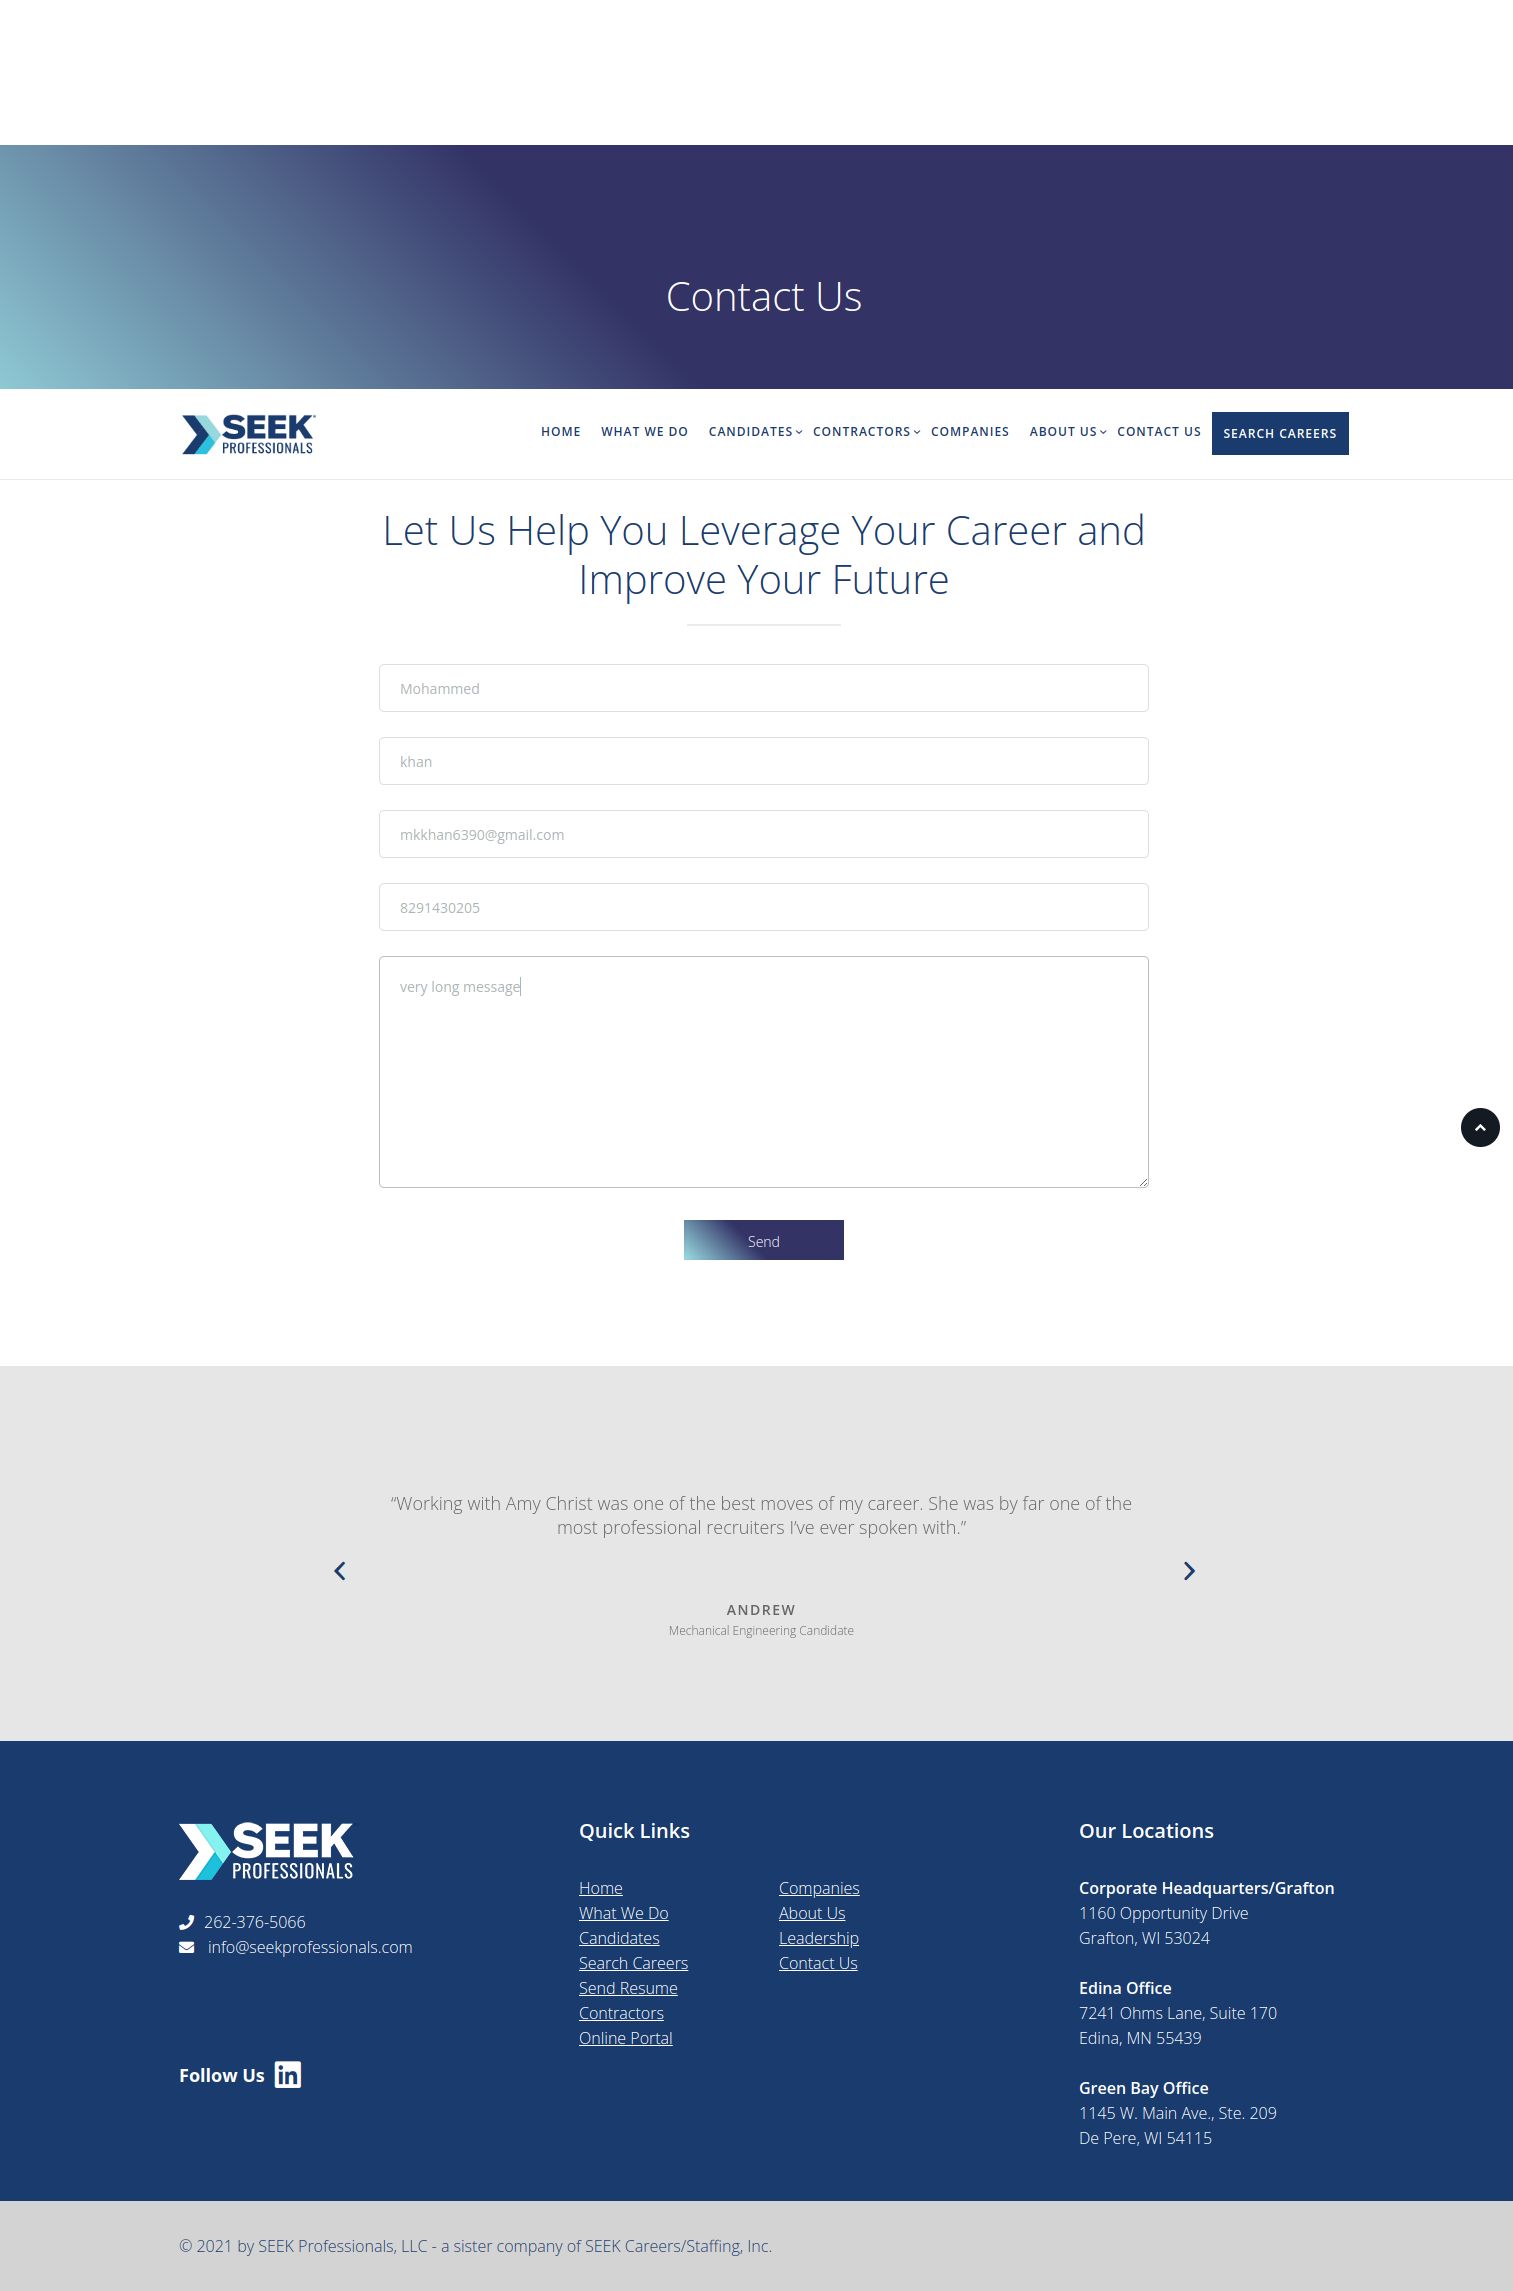 Contact Us
SEEK
PROFESSIONALS
HOME WHAT WE DO CANDIDATES CONTRACTORS COMPANIES ABOUT US CONTACT US SEARCH CAREERS
Let Us Help You Leverage Your Career and
Improve Your Future
Mohammed
khan
mkkhan6390@gmail.com
8291430205
very long message
Send
“Working with Amy Christ was one of the best moves of my career. She was by far one of the
most professional recruiters I’ve ever spoken with.”
ANDREW
Mechanical Engineering Candidate
SEEK
PROFESSIONALS
262-376-5066
info@seekprofessionals.com
Follow Us in
Quick Links
Home
What We Do
Candidates
Search Careers
Send Resume
Contractors
Online Portal
Companies
About Us
Leadership
Contact Us
Our Locations
Corporate Headquarters/Grafton
1160 Opportunity Drive
Grafton, WI 53024
Edina Office
7241 Ohms Lane, Suite 170
Edina, MN 55439
Green Bay Office
1145 W. Main Ave., Ste. 209
De Pere, WI 54115
© 2021 by SEEK Professionals, LLC - a sister company of SEEK Careers/Staffing, Inc.